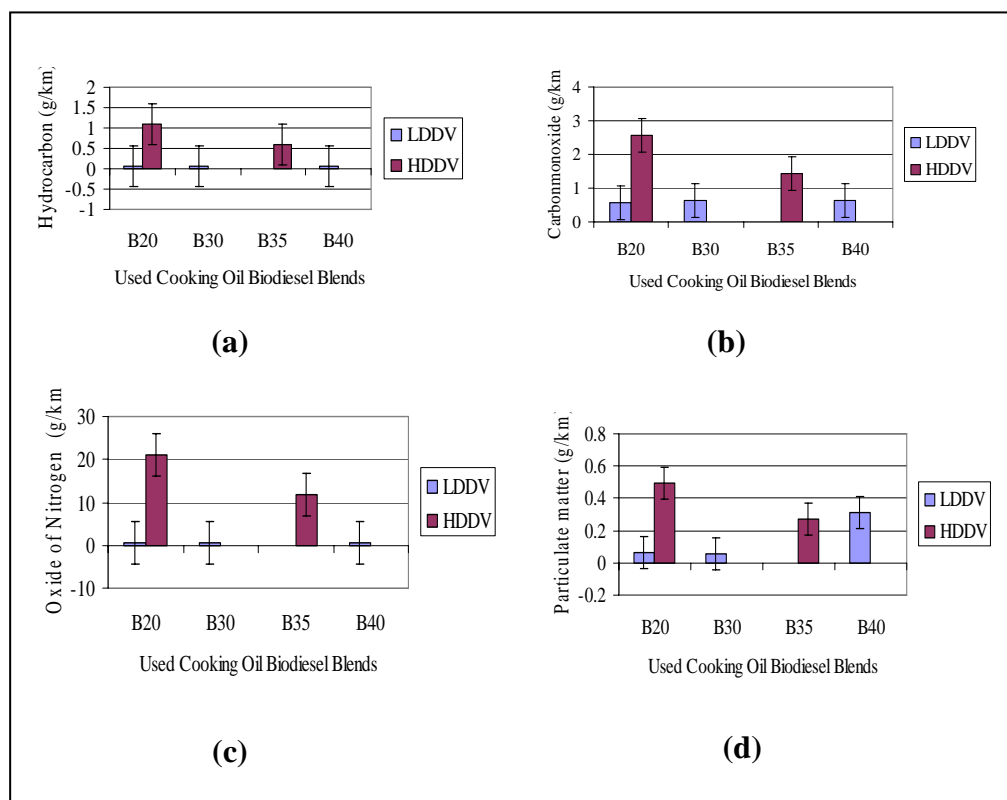 Hydrocarbon (g/km)
2
1.5
1
0.5
0
-0.5
-1
B20 B30 B35 B40
Used Cooking Oil Biodiesel Blends
LDDV
HDDV
(a)
Carbonmonoxide (g/km
4
3
2
1
0
B20 B30 B35 B40
Used Cooking Oil Biodiesel Blends
LDDV
HDDV
(b)
Oxide of Nitrogen (g/km
30
20
10
0
-10
B20 B30 B35 B40
Used Cooking Oil Biodiesel Blends
LDDV
HDDV
(c)
Particulate matter (g/km)
0.8
0.6
0.4
0.2
0
-0.2
B20 B30 B35 B40
Used Cooking Oil Biodiesel Blends
LDDV
HDDV
(d)